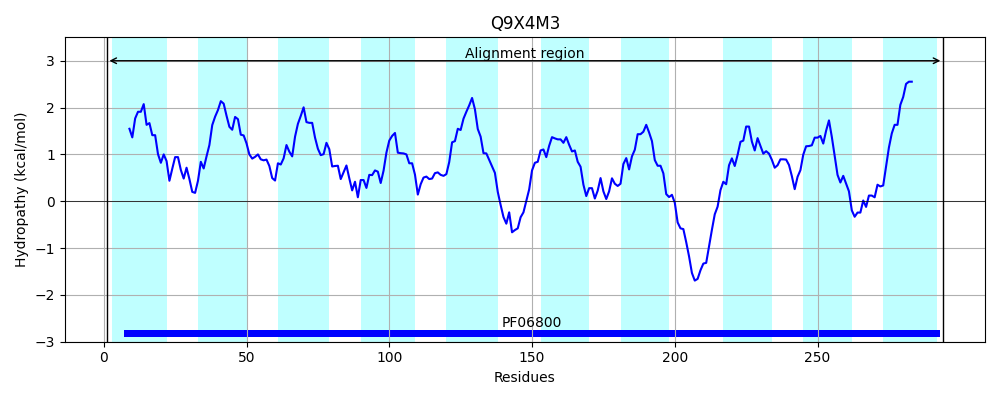 Q9X4M3
Alignment region
Hydropathy (kcal/mol)
3
2
1
0
−1
−2
−3
PF06800
0 50 100 150 200 250
Residues